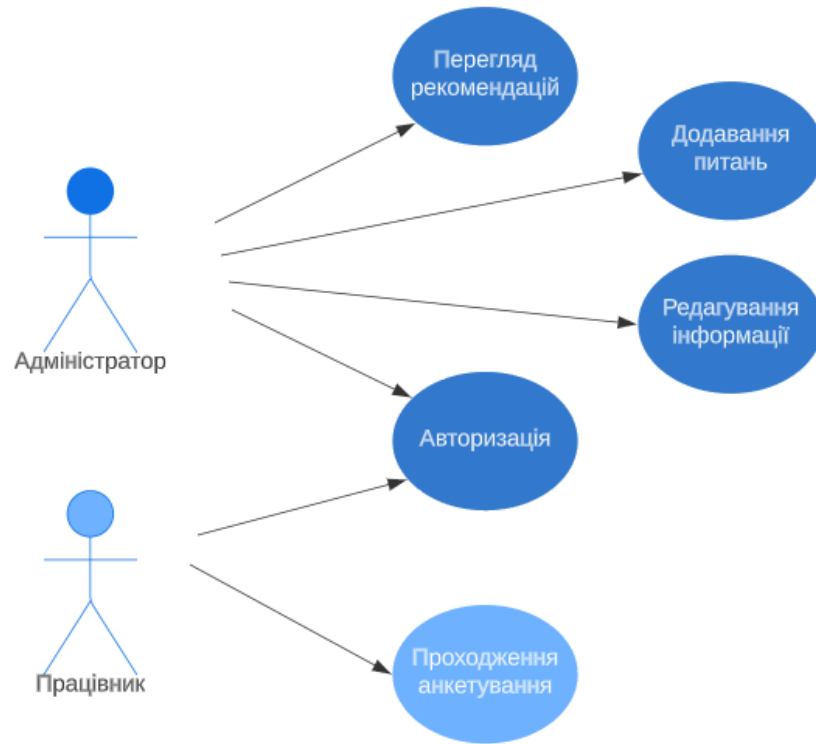 Перегляд
рекомендацій
Додавання
питань
Редагування
інформації
Адміністратор
Авторизація
Проходження
анкетування
Працівник